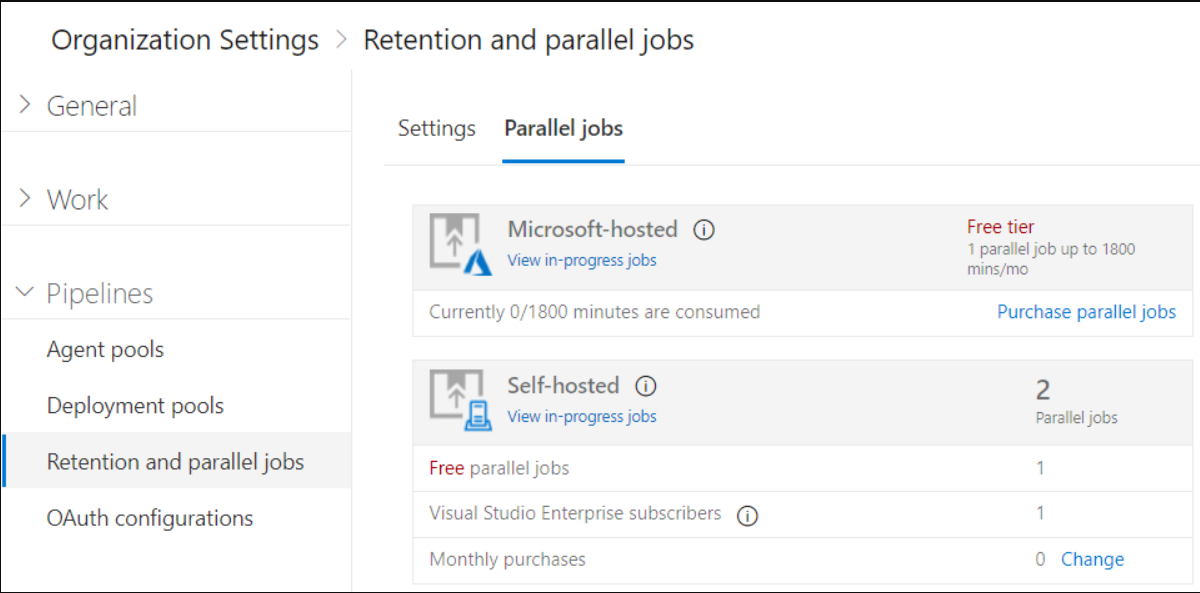 Organization Settings > Retention and parallel jobs
General
Work
Pipelines
Agent pools
Deployment pools
Retention and parallel jobs
OAuth configurations
Settings Parallel jobs
Microsoft-hosted
View in-progress jobs
Free tier
1 parallel job up to 1800
mins/mo
Currently 0/1800 minutes are consumed Purchase parallel jobs
Self-hosted
View in-progress jobs
2
Parallel jobs
Free parallel jobs 1
Visual Studio Enterprise subscribers 1
Monthly purchases 0 Change